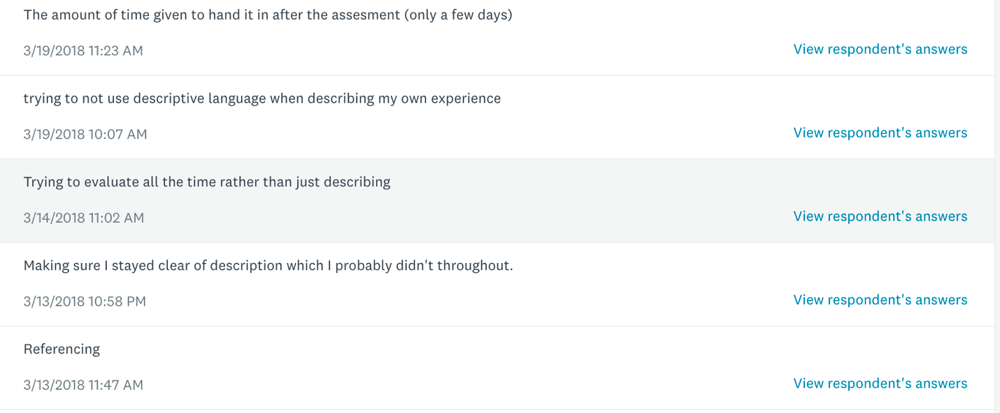 The amount of time given to hand it in after the assesment (only a few days)
3/19/2018 11:23 AM
View respondent's answers
trying to not use descriptive language when describing my own experience
3/19/2018 10:07 AM
View respondent's answers
Trying to evaluate all the time rather than just describing
3/14/2018 11:02 AM
View respondent's answers
Making sure I stayed clear of description which I probably didn't throughout.
3/13/2018 10:58 PM
View respondent's answers
Referencing
3/13/2018 11:47 AM
View respondent's answers